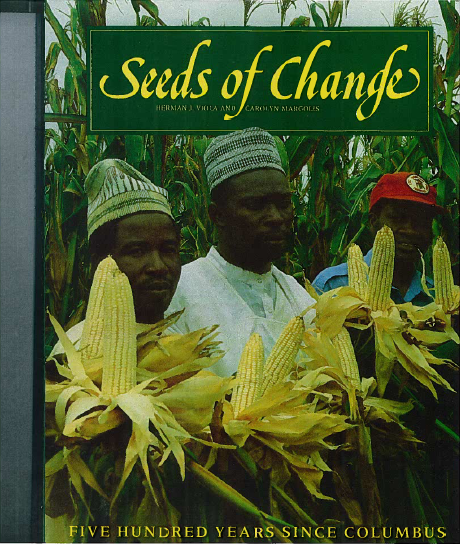 Seeds of Change
HERMAN J. VIOLA AND CAROLYN MARGOLIS
FIVE HUNDRED YEARS SINCE COLUMBUS